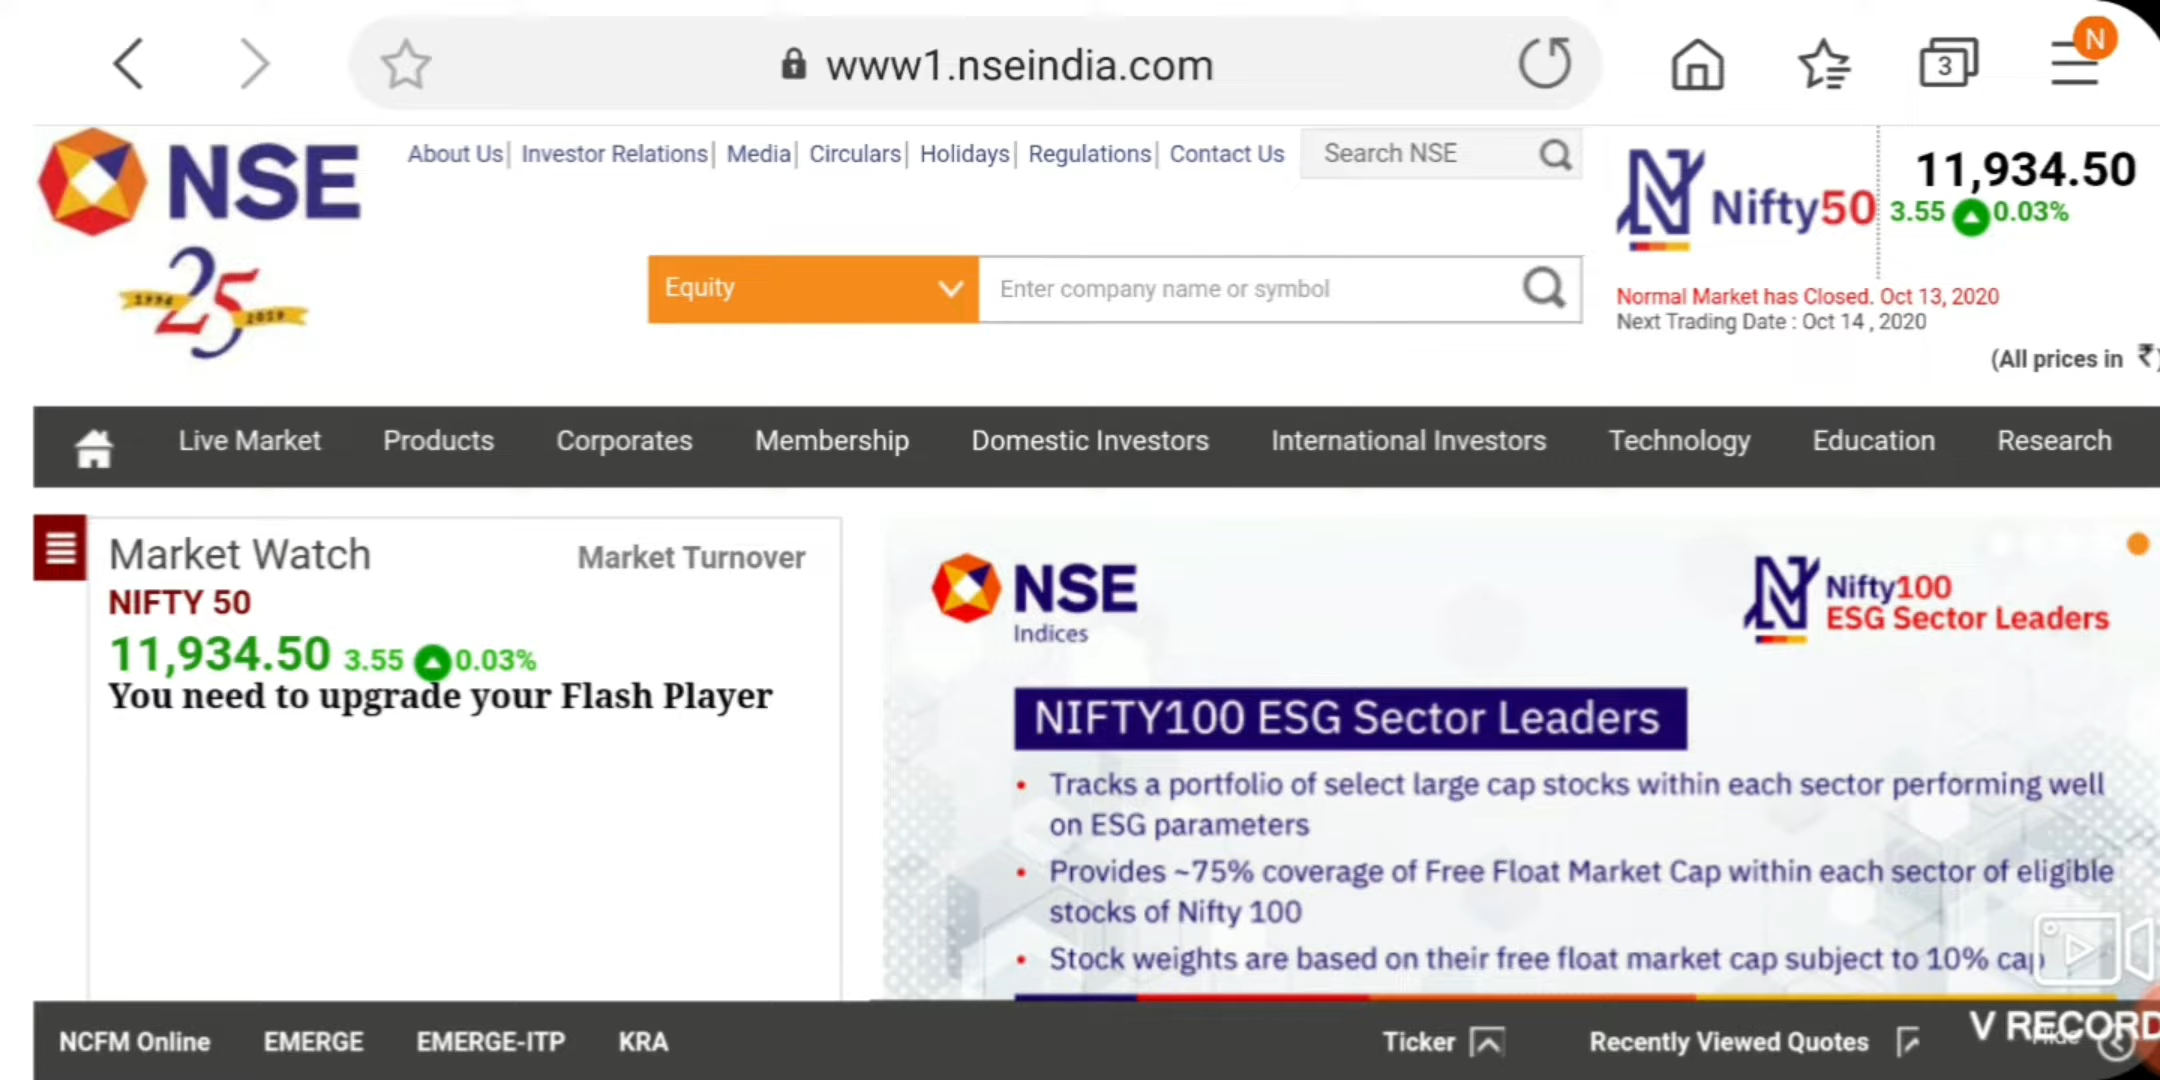 www1.nseindia.com
3
N
NSE
About Us| Investor Relations| Media| Circulars| Holidays| Regulations| Contact Us
Search NSE
Nifty50
11,934.50
3.55 0.03%
25
1994
2019
Equity
Enter company name or symbol
Normal Market has Closed. Oct 13, 2020
Next Trading Date : Oct 14 , 2020
(All prices in ₹)
Live Market Products Corporates Membership Domestic Investors International Investors Technology Education Research
Market Watch
Market Turnover
NIFTY 50
11,934.50 3.55 0.03%
You need to upgrade your Flash Player
NSE
Indices
Nifty100
ESG Sector Leaders
NIFTY100 ESG Sector Leaders
• Tracks a portfolio of select large cap stocks within each sector performing well
on ESG parameters
• Provides ~75% coverage of Free Float Market Cap within each sector of eligible
stocks of Nifty 100
• Stock weights are based on their free float market cap subject to 10% cap
NCFM Online EMERGE EMERGE-ITP KRA
Ticker
Recently Viewed Quotes
Hide
V RECORD